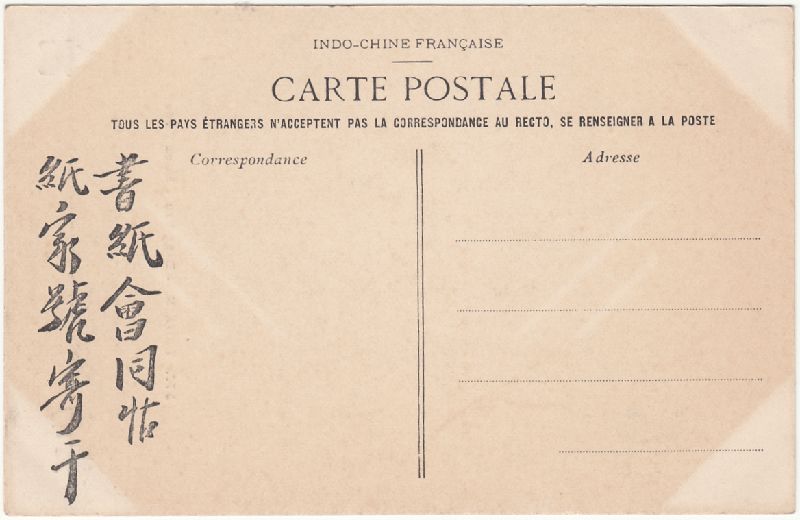 INDO-CHINE FRANÇAISE
CARTE POSTALE
TOUS LES PAYS ÉTRANGERS N'ACCEPTENT PAS LA CORRESPONDANCE AU RECTO, SE RENSEIGNER A LA POSTE
Correspondance
Adresse
書紙會同帖
紙家號寄于